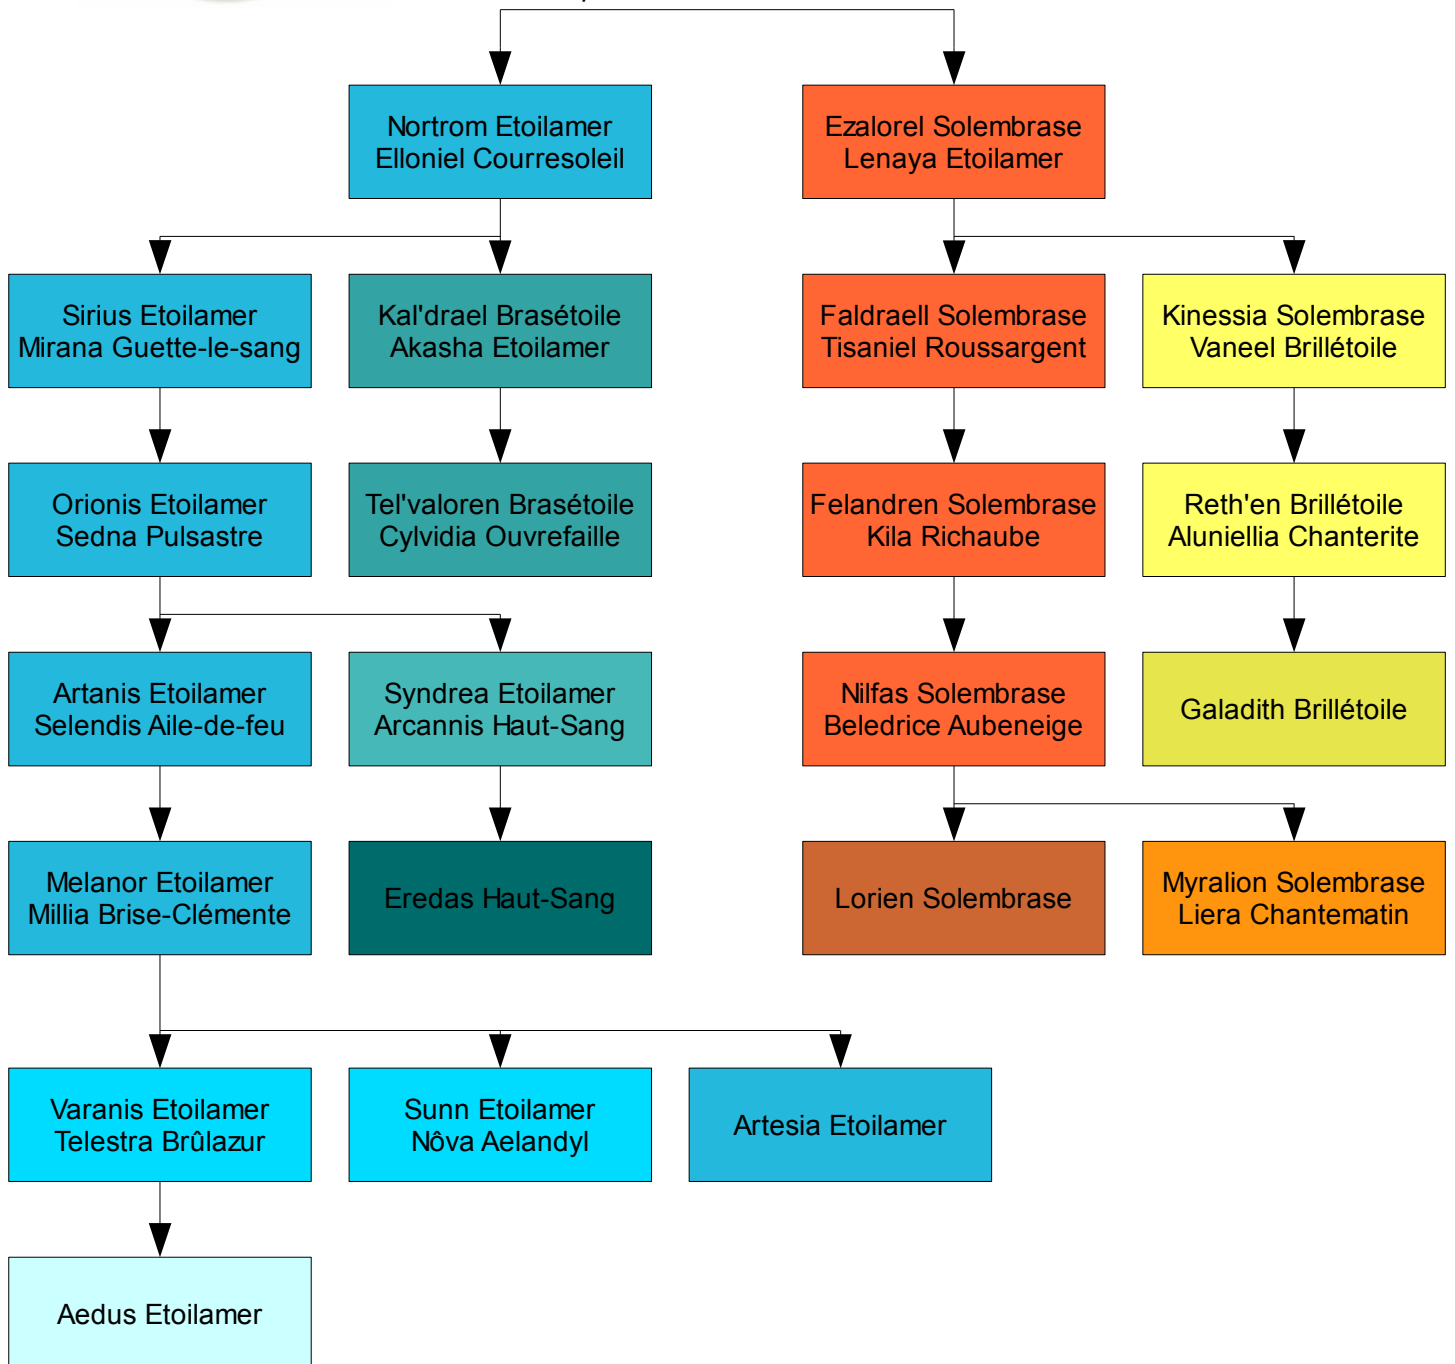 Nortrom Etoilamer
Elloniel Courresoleil
Ezalorel Solembrase
Lenaya Etoilamer
Sirius Etoilamer
Mirana Guette-le-sang
Kal'drael Brasétoile
Akasha Etoilamer
Faldraell Solembrase
Tisaniel Roussargent
Kinessia Solembrase
Vaneel Brillétoile
Orionis Etoilamer
Sedna Pulsastre
Tel'valoren Brasétoile
Cylvidia Ouvrefaille
Felandren Solembrase
Kila Richaube
Reth'en Brillétoile
Aluniellia Chanterite
Artanis Etoilamer
Selendis Aile-de-feu
Syndrea Etoilamer
Arcannis Haut-Sang
Nilfas Solembrase
Beledrice Aubeneige
Galadith Brillétoile
Melanor Etoilamer
Millia Brise-Clémente
Eredas Haut-Sang
Lorien Solembrase
Myralion Solembrase
Liera Chantematin
Varanis Etoilamer
Telestra Brûlazur
Sunn Etoilamer
Nôva Aelandyl
Artesia Etoilamer
Aedus Etoilamer